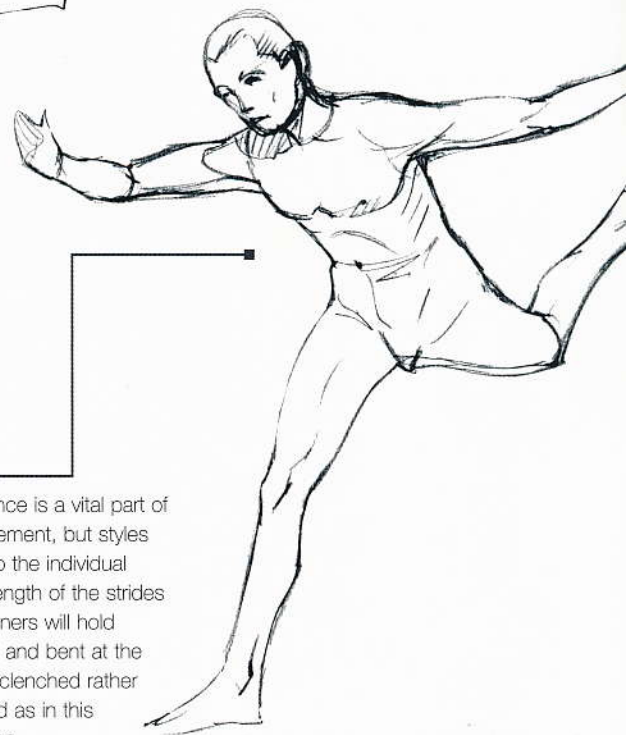 nce is a vital part of
ement, but styles
o the individual
ength of the strides
ners will hold
and bent at the
clenched rather
d as in this